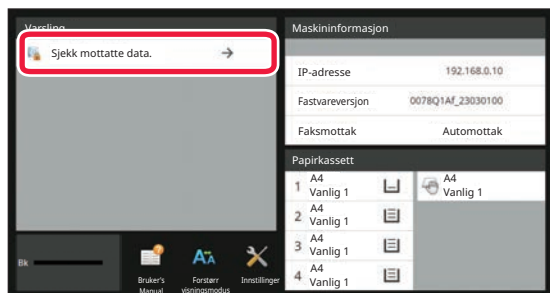 Varsling
Sjekk mottatte data.
Bk
Bruker's
Manual
Forstørr
visningsmodus
Innstillinger
Maskininformasjon
IP-adresse 192.168.0.10
Fastvareversjon 0078Q1Af_23030100
Faksmottak Automottak
Papirkassett
1 A4
Vanlig 1
A4
Vanlig 1
2 A4
Vanlig 1
3 A4
Vanlig 1
4 A4
Vanlig 1